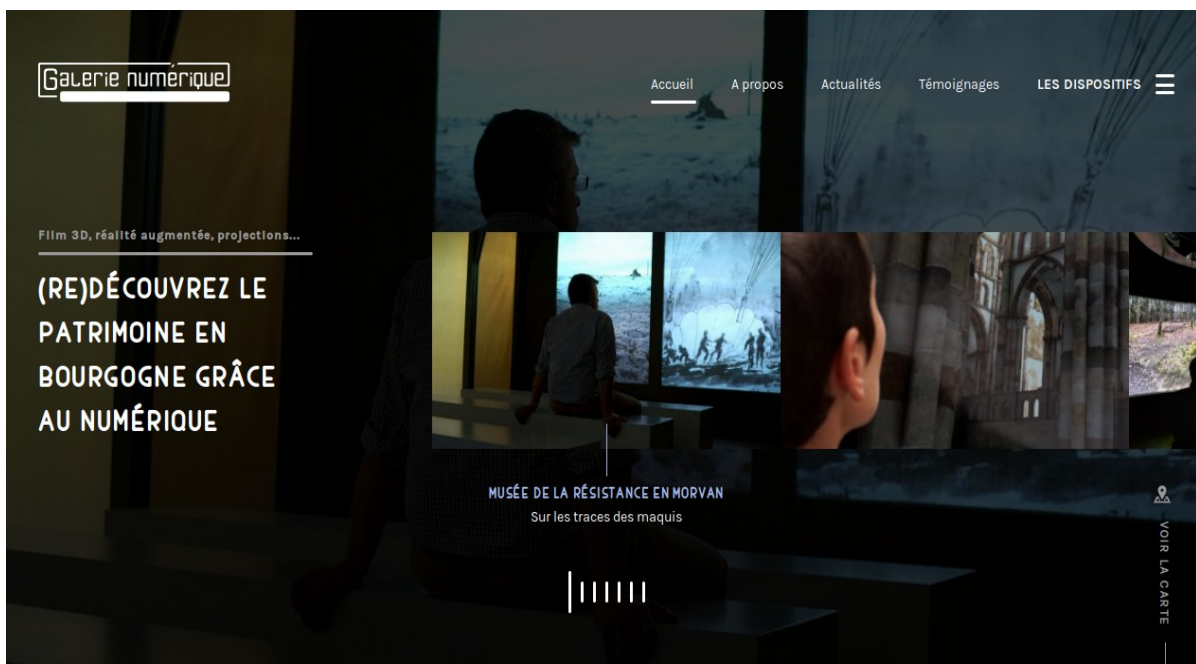 Galerie numérique
Accueil
A propos
Actualités
Témoignages
LES DISPOSITIFS
Film 3D, réalité augmentée, projections...
(RE)DÉCOUVREZ LE
PATRIMOINE EN
BOURGOGNE GRÂCE
AU NUMÉRIQUE
MUSÉE DE LA RÉSISTANCE EN MORVAN
Sur les traces des maquis
VOIR LA CARTE